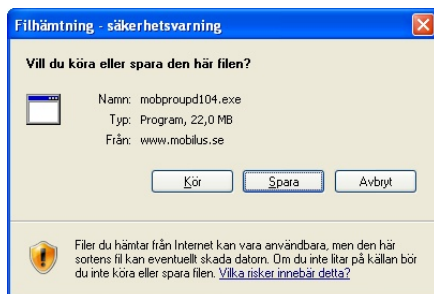 Filhämtning - säkerhetsvarning
Vill du köra eller spara den här filen?
Namn: mobproupd104.exe
Typ: Program, 22,0 MB
Från: www.mobilus.se
Kör Spara Avbryt
Filer du hämtar från Internet kan vara användbara, men den här
sortens fil kan eventuellt skada datorn. Om du inte litar på källan bör
du inte köra eller spara filen. Vilka risker innebär detta?